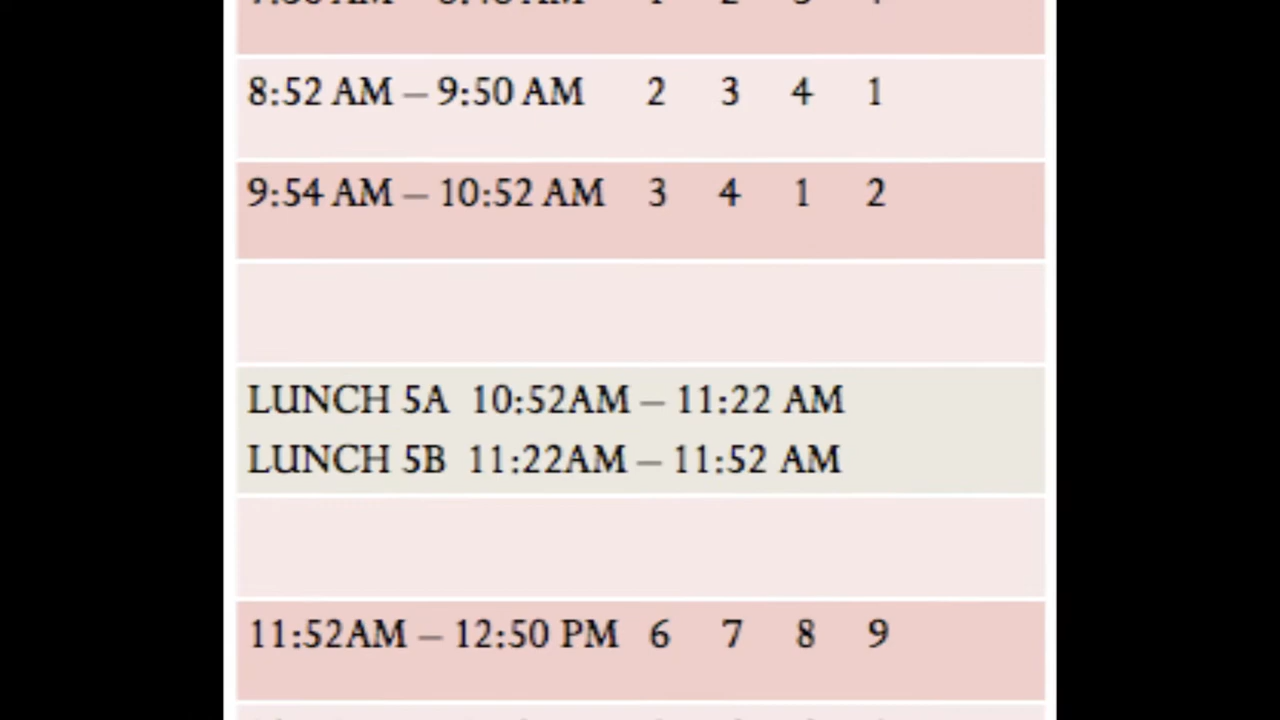 8:52 AM – 9:50 AM 2 3 4 1
9:54 AM – 10:52 AM 3 4 1 2
LUNCH 5A 10:52AM – 11:22 AM
LUNCH 5B 11:22AM – 11:52 AM
11:52AM – 12:50 PM 6 7 8 9